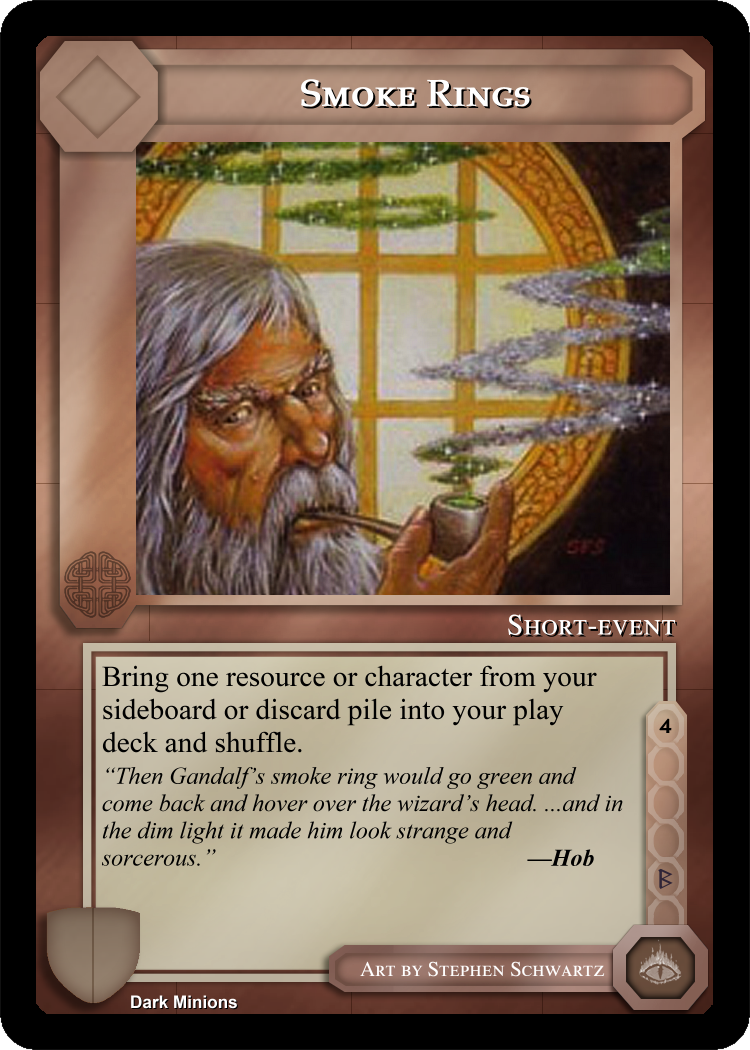 Smoke Rings
SFS
Short-event
Bring one resource or character from your
sideboard or discard pile into your play
deck and shuffle.
“Then Gandalf’s smoke ring would go green and
come back and hover over the wizard’s head. ...and in
the dim light it made him look strange and
sorcerous.” —Hob
4
ᛒ
Art by Stephen Schwartz
Dark Minions